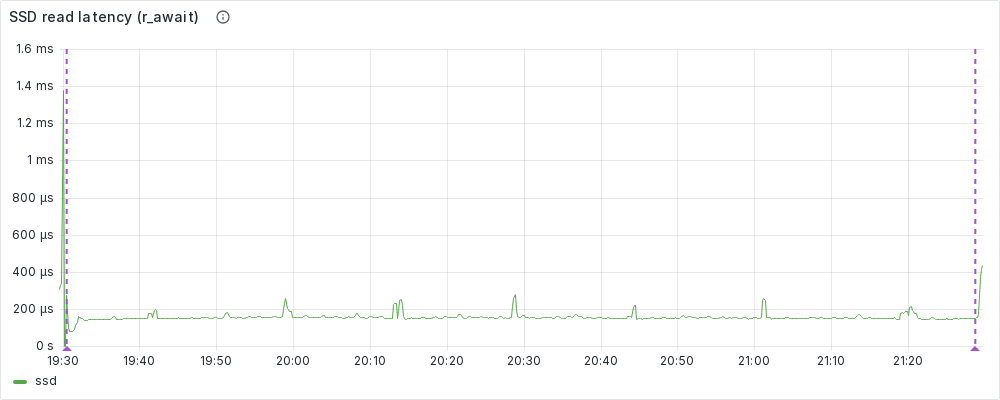 SSD read latency (r_await)
1.6 ms
1.4 ms
1.2 ms
1 ms
800 µs
600 µs
400 µs
200 µs
0 s
19:30 19:40 19:50 20:00 20:10 20:20 20:30 20:40 20:50 21:00 21:10 21:20
ssd